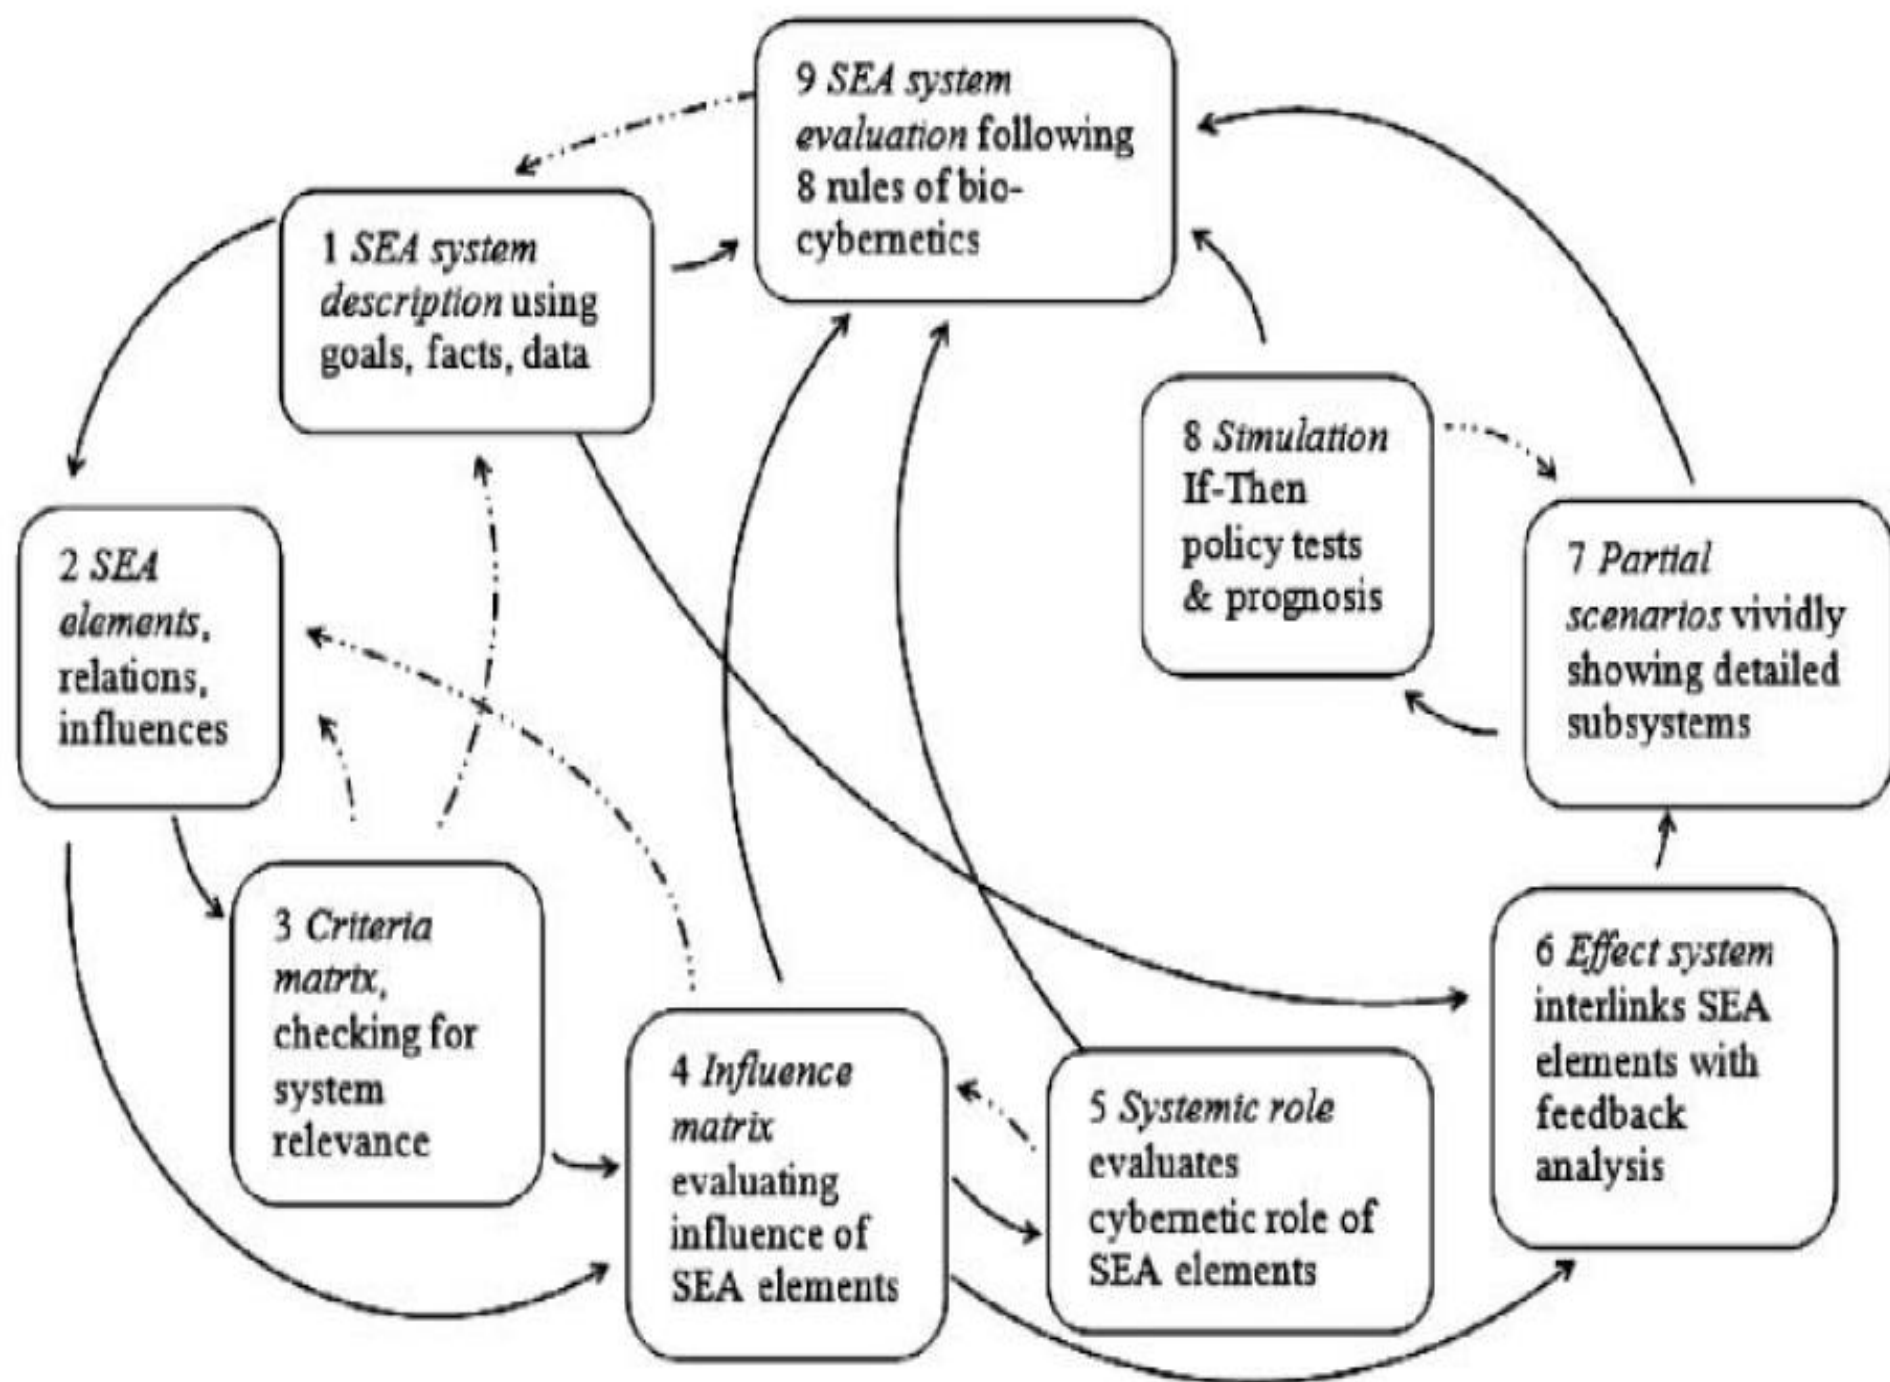 9 SEA system
evaluation following
8 rules of bio-
cybernetics
1 SEA system
description using
goals, facts, data
8 Simulation
If-Then
policy tests
& prognosis
2 SEA
elements,
relations,
influences
7 Partial
scenarios vividly
showing detailed
subsystems
3 Criteria
matrix,
checking for
system
relevance
4 Influence
matrix
evaluating
influence of
SEA elements
5 Systemic role
evaluates
cybernetic role of
SEA elements
6 Effect system
interlinks SEA
elements with
feedback
analysis